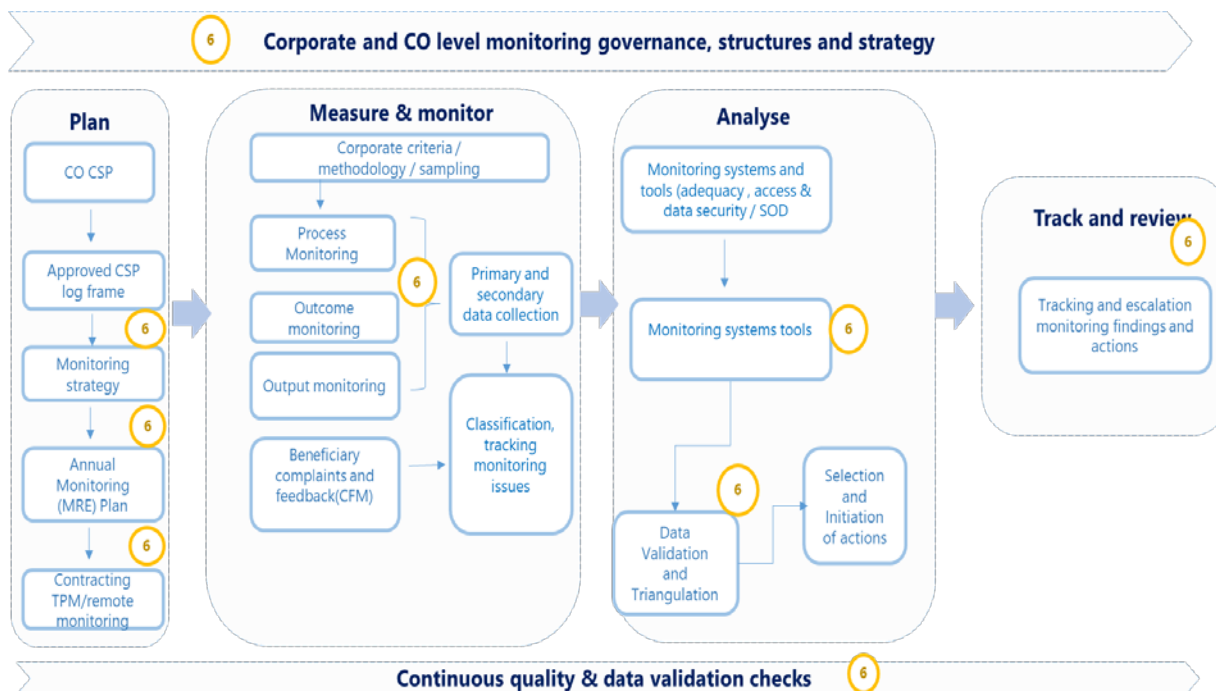 6
Corporate and CO level monitoring governance, structures and strategy
Plan
CO CSP
Approved CSP
log frame
6
Monitoring
strategy
6
Annual
Monitoring
(MRE) Plan
6
Contracting
TPM/remote
monitoring
Measure & monitor
Corporate criteria /
methodology / sampling
Process
Monitoring
6
Outcome
monitoring
Output monitoring
Beneficiary
complaints and
feedback(CFM)
Primary and
secondary
data collection
Classification,
tracking
monitoring
issues
Analyse
Monitoring systems and
tools (adequacy , access &
data security / SOD
Monitoring systems tools
6
6
Data
Validation
and
Triangulation
Selection
and
Initiation
of actions
Track and review
6
Tracking and escalation
monitoring findings and
actions
Continuous quality & data validation checks
6